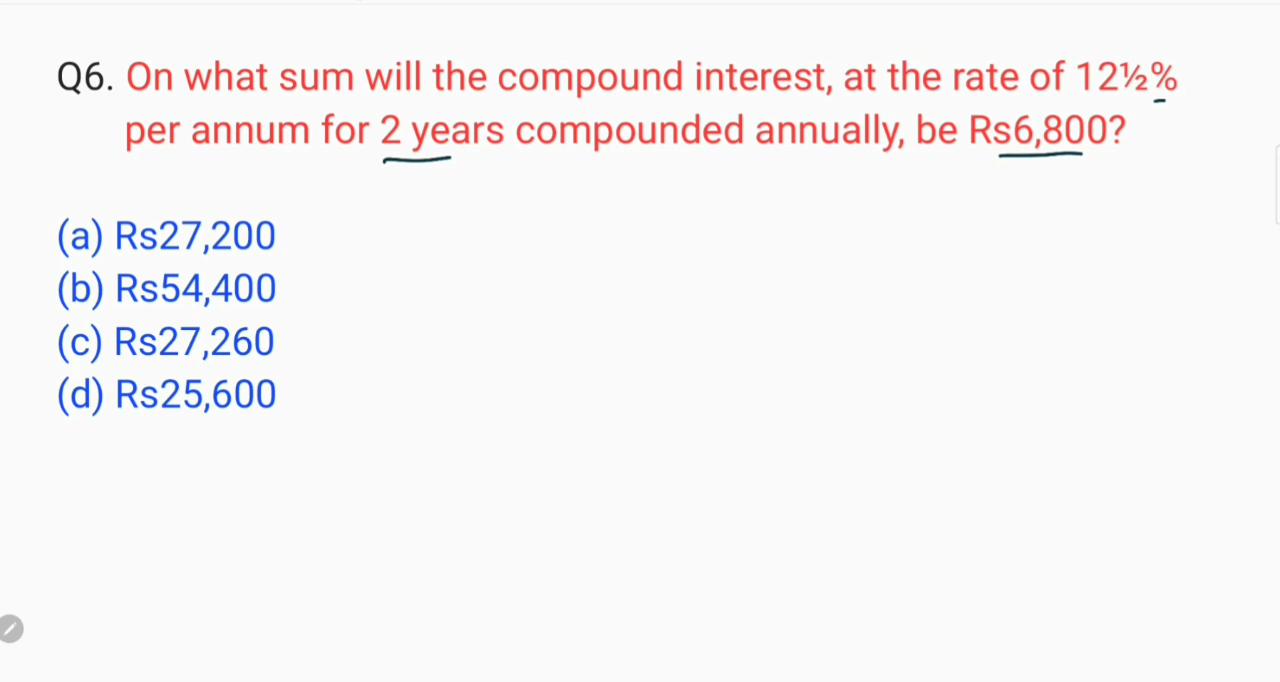 Q6. On what sum will the compound interest, at the rate of 12½%
per annum for 2 years compounded annually, be Rs6,800?
(a) Rs27,200
(b) Rs54,400
(c) Rs27,260
(d) Rs25,600